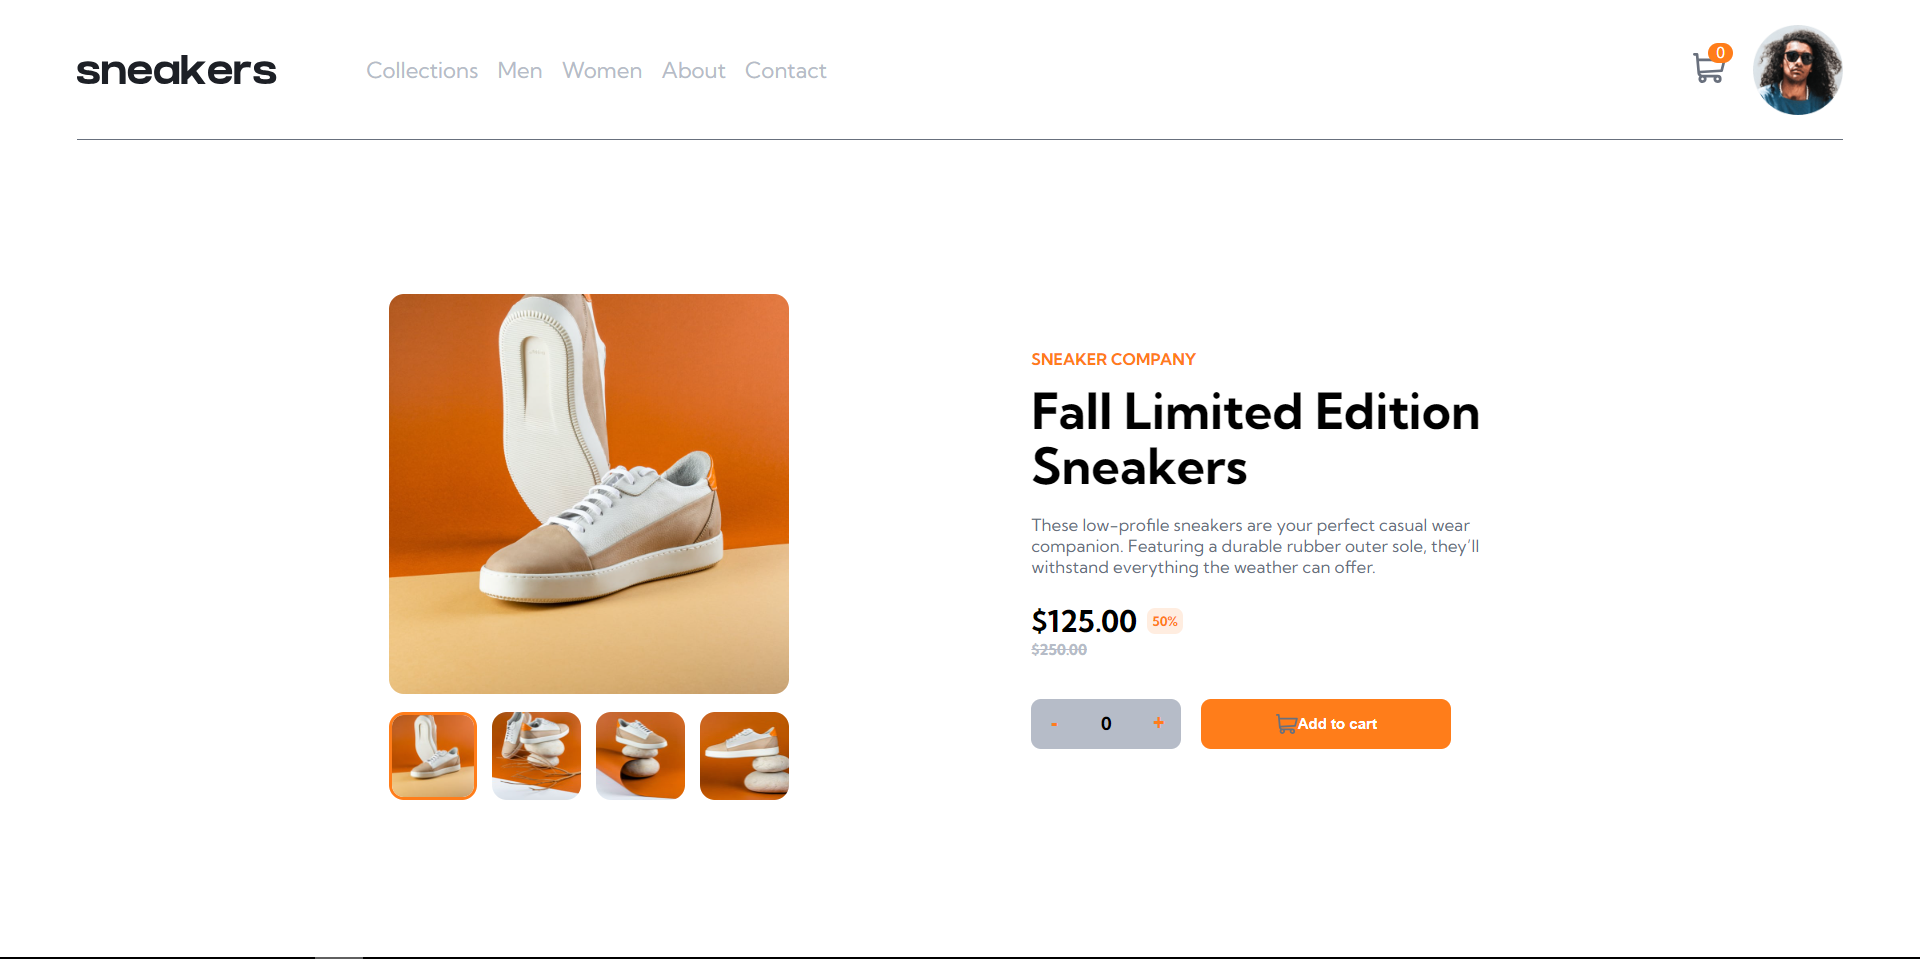 sneakers
Collections Men Women About Contact
0
SNEAKER COMPANY
Fall Limited Edition
Sneakers
These low-profile sneakers are your perfect casual wear
companion. Featuring a durable rubber outer sole, they'll
withstand everything the weather can offer.
$125.00 50%
$250.00
- 0 + Add to cart